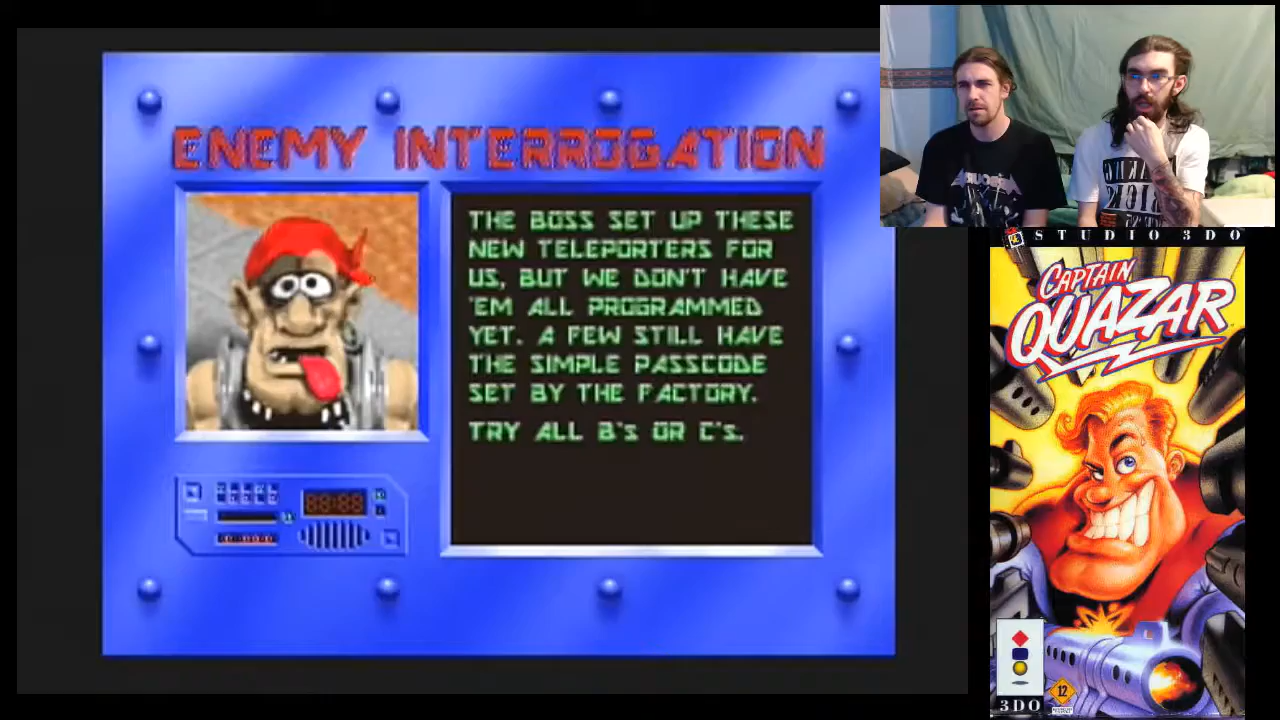 ENEMY INTERROGATION
THE BOSS SET UP THESE
NEW TELEPORTERS FOR
US, BUT WE DON'T HAVE
'EM ALL PROGRAMMED
YET. A FEW STILL HAVE
THE SIMPLE PASSCODE
SET BY THE FACTORY.
TRY ALL B's OR C's.
88:88
STUDIO 3DO
CAPTAIN
QUAZAR
12
3DO